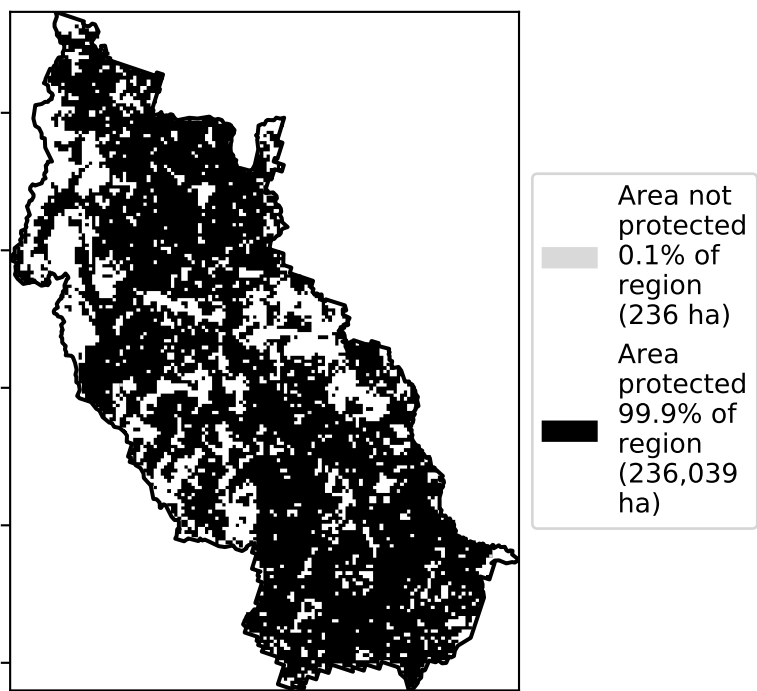 Area not
protected
0.1% of
region
(236 ha)
Area
protected
99.9% of
region
(236,039
ha)